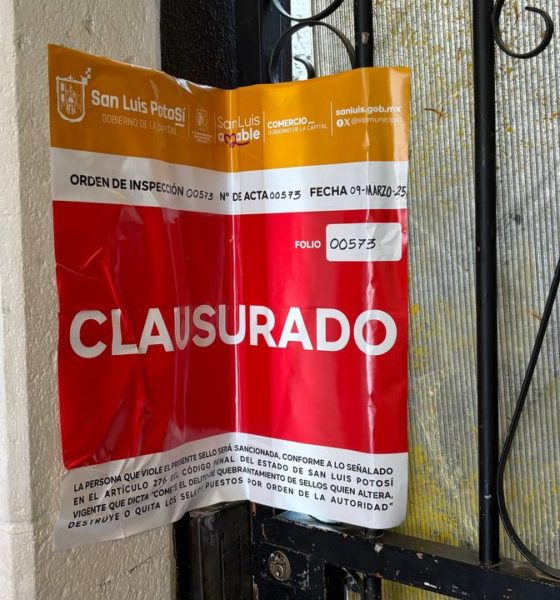 San Luis Potosí
GOBIERNO DE LA CAPITAL
San Luis
amable
COMERCIO
GOBIERNO DE LA CAPITAL
sanluis.gob.mx
@slpmunicipio
ORDEN DE INSPECCIÓN 00573 N° DE ACTA 00573 FECHA 09-MARZO-25
FOLIO 00573
CLAUSURADO
LA PERSONA QUE VIOLE EL PRESENTE SELLO SERÁ SANCIONADA, CONFORME A LO SEÑALADO
EN EL ARTÍCULO 276 DEL CÓDIGO PENAL DEL ESTADO DE SAN LUIS POTOSÍ
VIGENTE QUE DICTA "COMETE EL DELITO DE QUEBRANTAMIENTO DE SELLOS QUIEN ALTERA,
DESTRUYE O QUITA LOS SELLOS PUESTOS POR ORDEN DE LA AUTORIDAD"